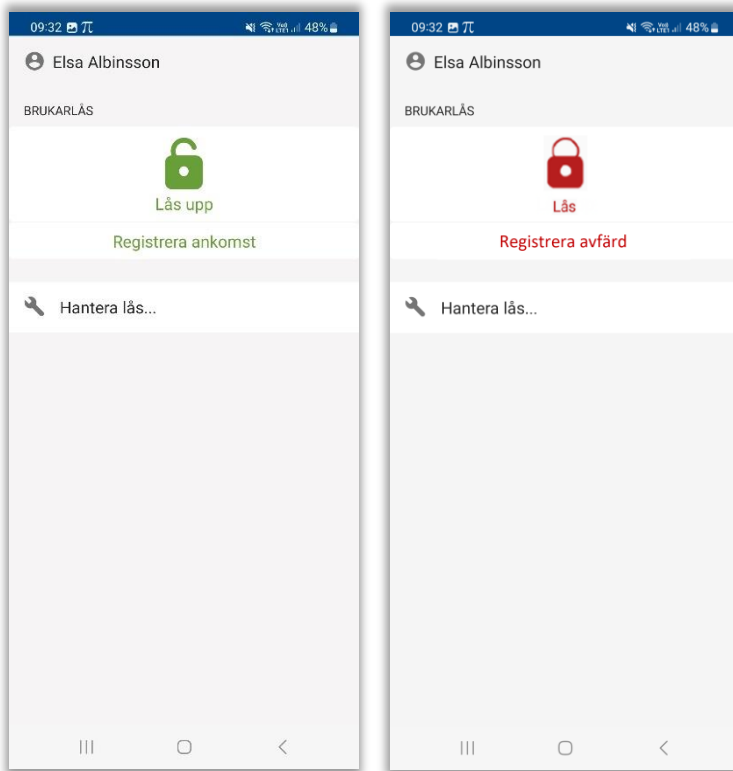 09:32 48%
Elsa Albinsson
BRUKARLÅS
Lås upp
Registrera ankomst
Hantera lås...
09:32 48%
Elsa Albinsson
BRUKARLÅS
Lås
Registrera avfärd
Hantera lås...